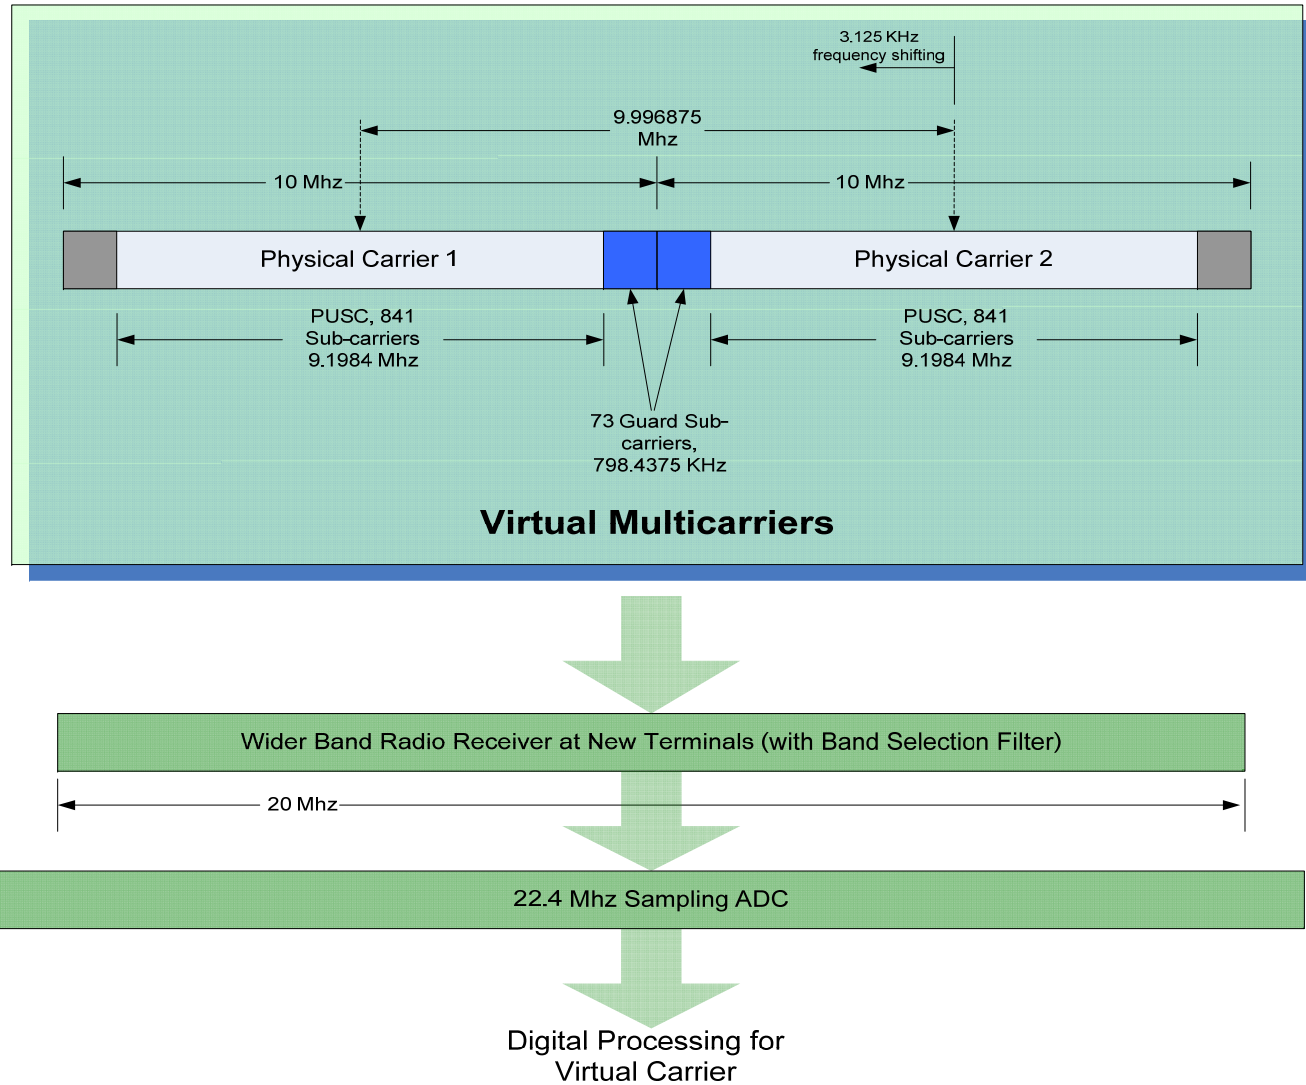 3.125 KHz
frequency shifting
9.996875
Mhz
10 Mhz
10 Mhz
Physical Carrier 1
Physical Carrier 2
PUSC, 841
Sub-carriers
9.1984 Mhz
PUSC, 841
Sub-carriers
9.1984 Mhz
73 Guard Sub-
carriers,
798.4375 KHz
Virtual Multicarriers
Wider Band Radio Receiver at New Terminals (with Band Selection Filter)
20 Mhz
22.4 Mhz Sampling ADC
Digital Processing for
Virtual Carrier